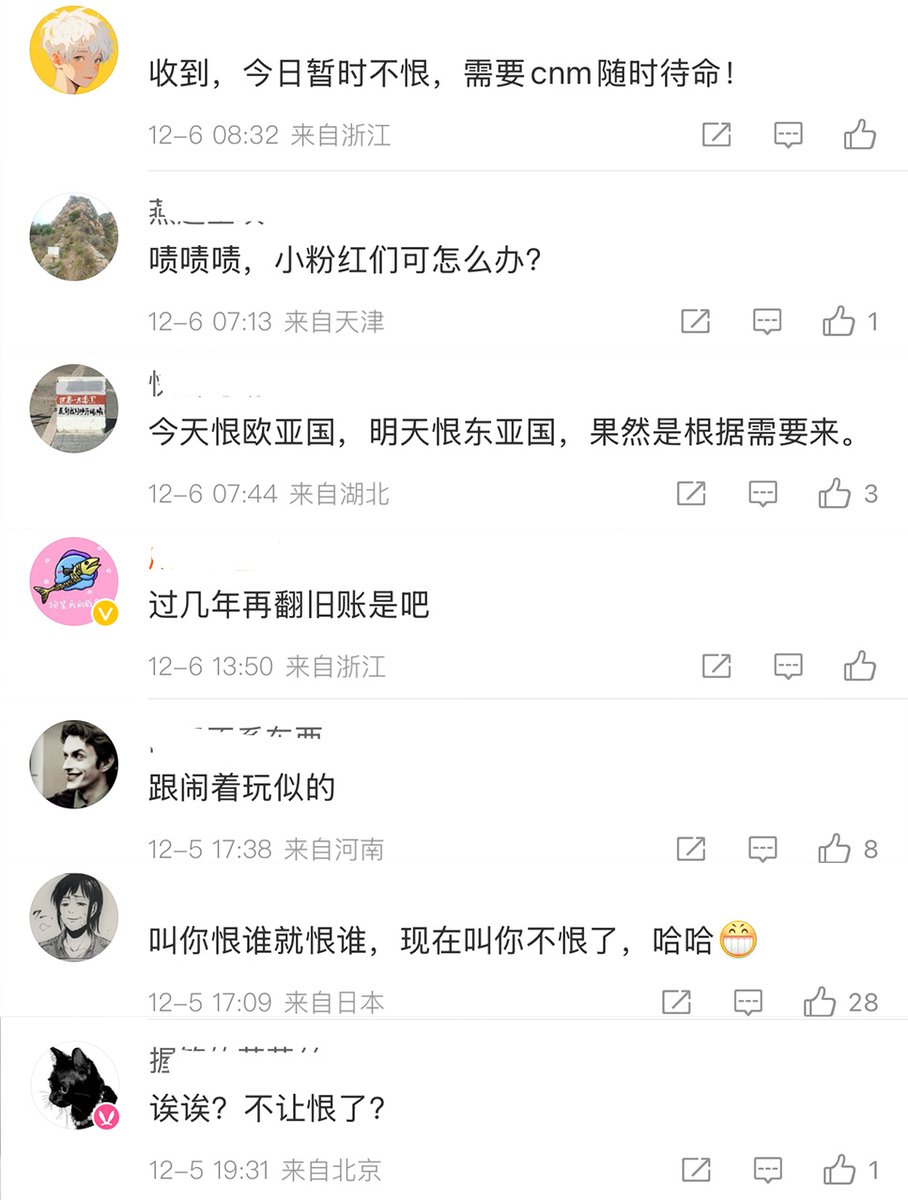 收到，今日暂时不恨，需要cnm随时待命！
12–6 08:32 来自浙江
啧啧啧，小粉红们可怎么办？
12–6 07:13 来自天津
1
今天恨欧亚国，明天恨东亚国，果然是根据需要来。
12–6 07:44 来自湖北
3
过几年再翻旧账是吧
12–6 13:50 来自浙江
跟闹着玩似的
12–5 17:38 来自河南
8
叫你恨谁就恨谁，现在叫你不恨了，哈哈😁
12–5 17:09 来自日本
28
诶诶？不让恨了？
12–5 19:31 来自北京
1